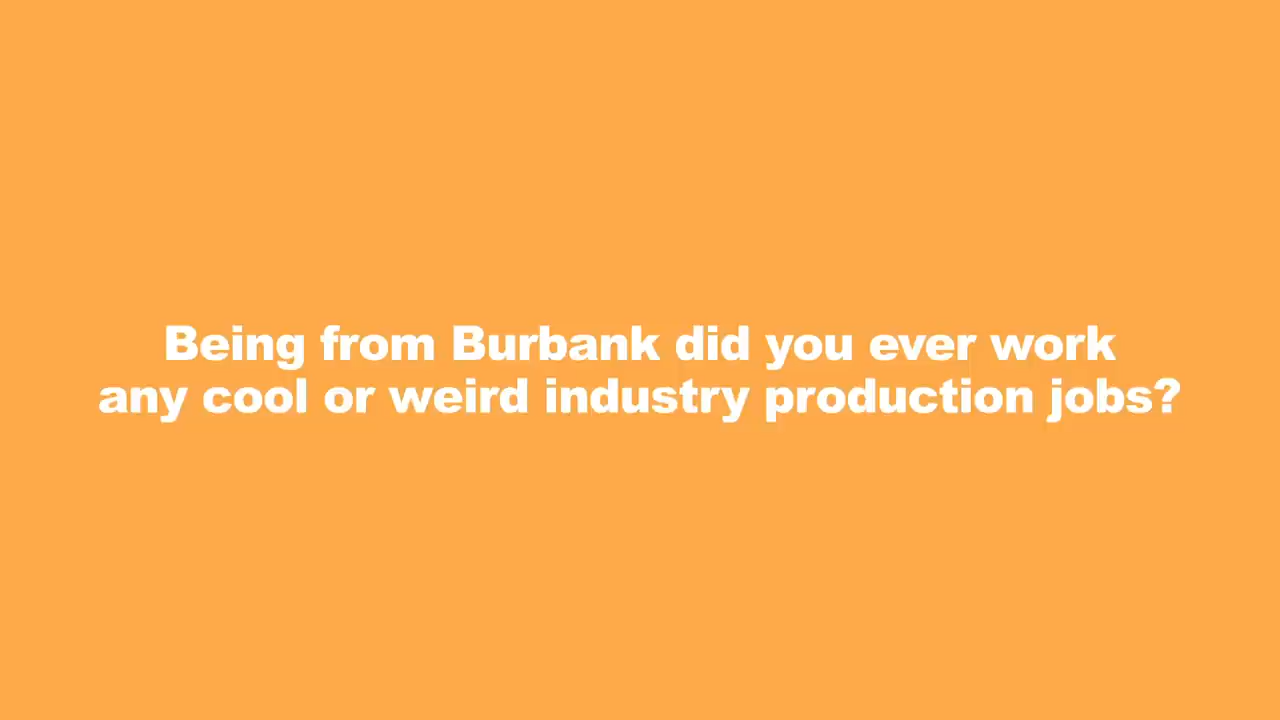 Being from Burbank did you ever work
any cool or weird industry production jobs?